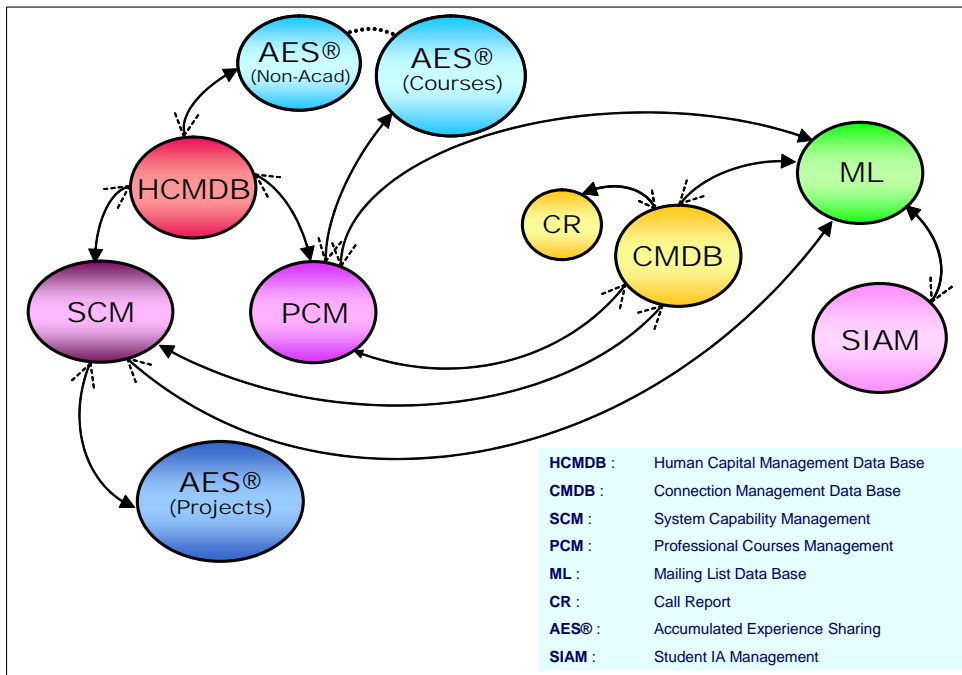 AES®
(Non-Acad)
AES®
(Courses)
HCMDB
ML
CR
CMDB
SCM
PCM
SIAM
AES®
(Projects)
HCMDB : Human Capital Management Data Base
CMDB : Connection Management Data Base
SCM : System Capability Management
PCM : Professional Courses Management
ML : Mailing List Data Base
CR : Call Report
AES® : Accumulated Experience Sharing
SIAM : Student IA Management